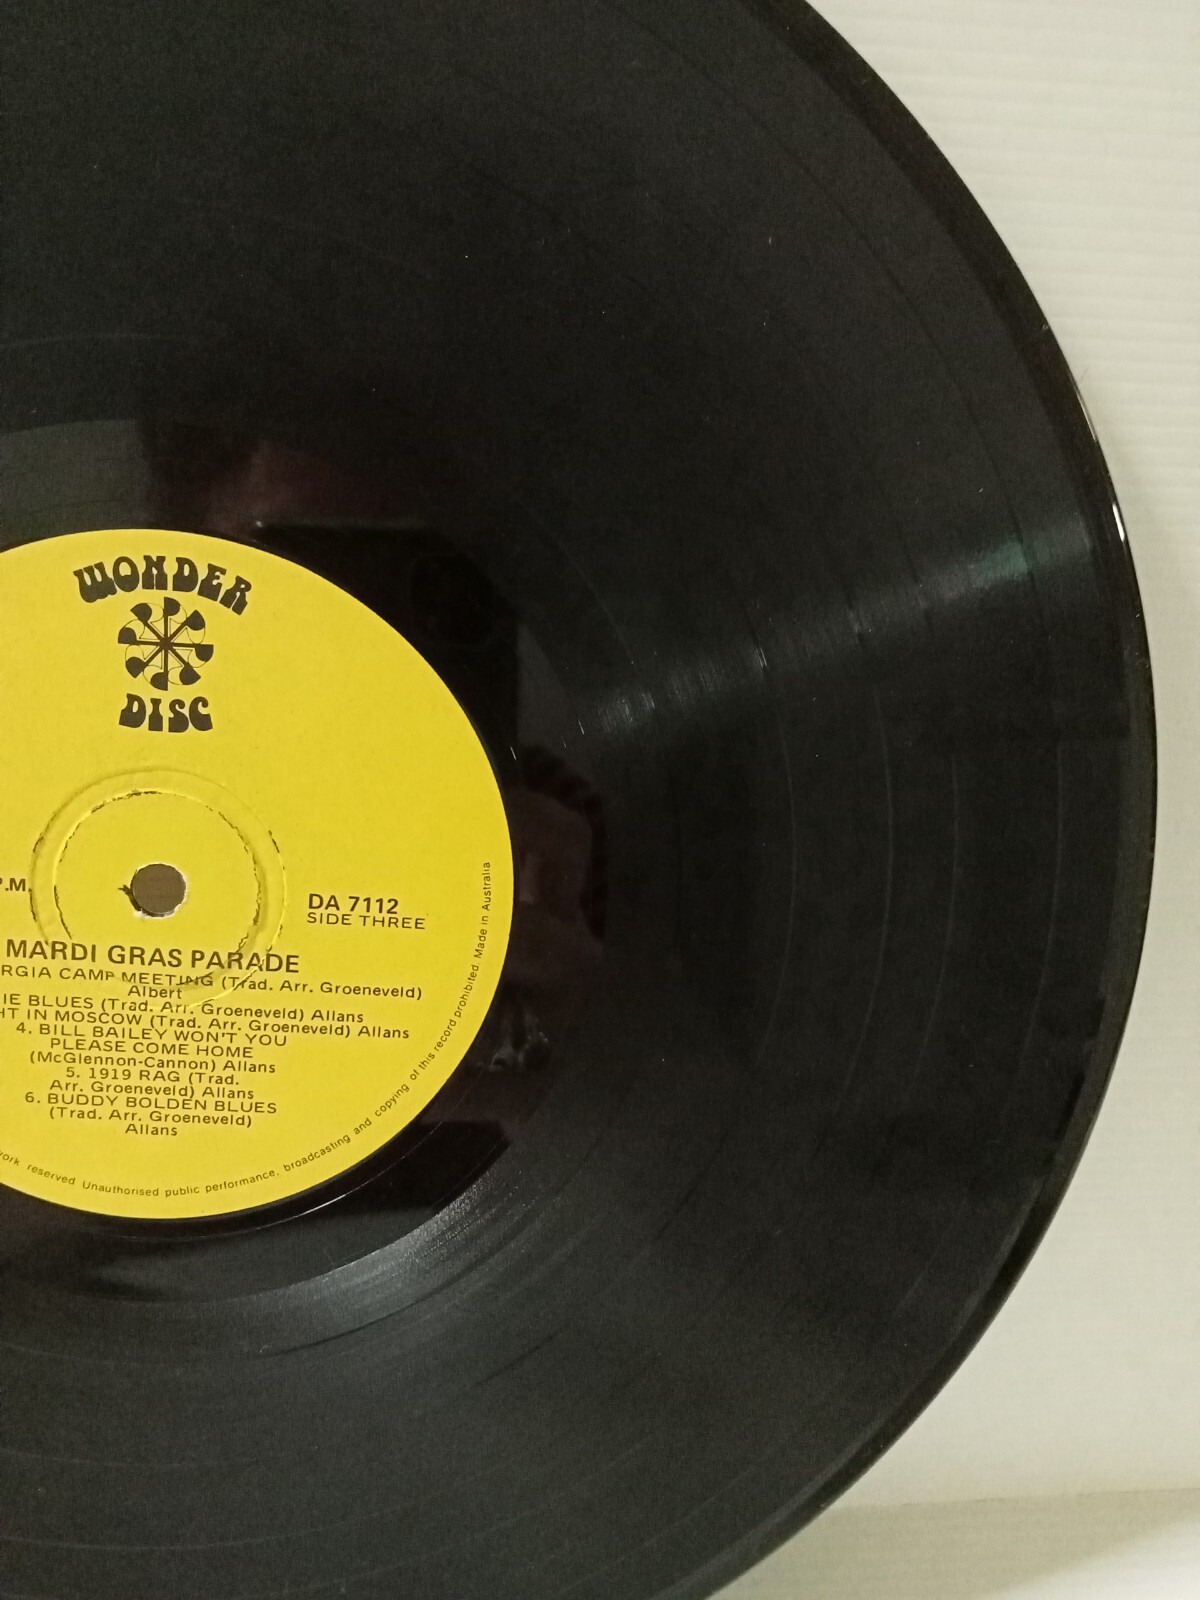 WONDER
DISC
P.M.
DA 7112
SIDE THREE
MARDI GRAS PARADE
RGIA CAMP MEETING (Trad. Arr. Groeneveld)
Albert
IE BLUES (Trad. Arr. Groeneveld) Allans
HT IN MOSCOW (Trad. Arr. Groeneveld) Allans
4. BILL BAILEY WON'T YOU
PLEASE COME HOME
(McGlennon-Cannon) Allans
5. 1919 RAG (Trad.
Arr. Groeneveld) Allans
6. BUDDY BOLDEN BLUES
(Trad. Arr. Groeneveld)
Allans
ork reserved Unauthorised public performance, broadcasting and copying of this record prohibited. Made in Australia